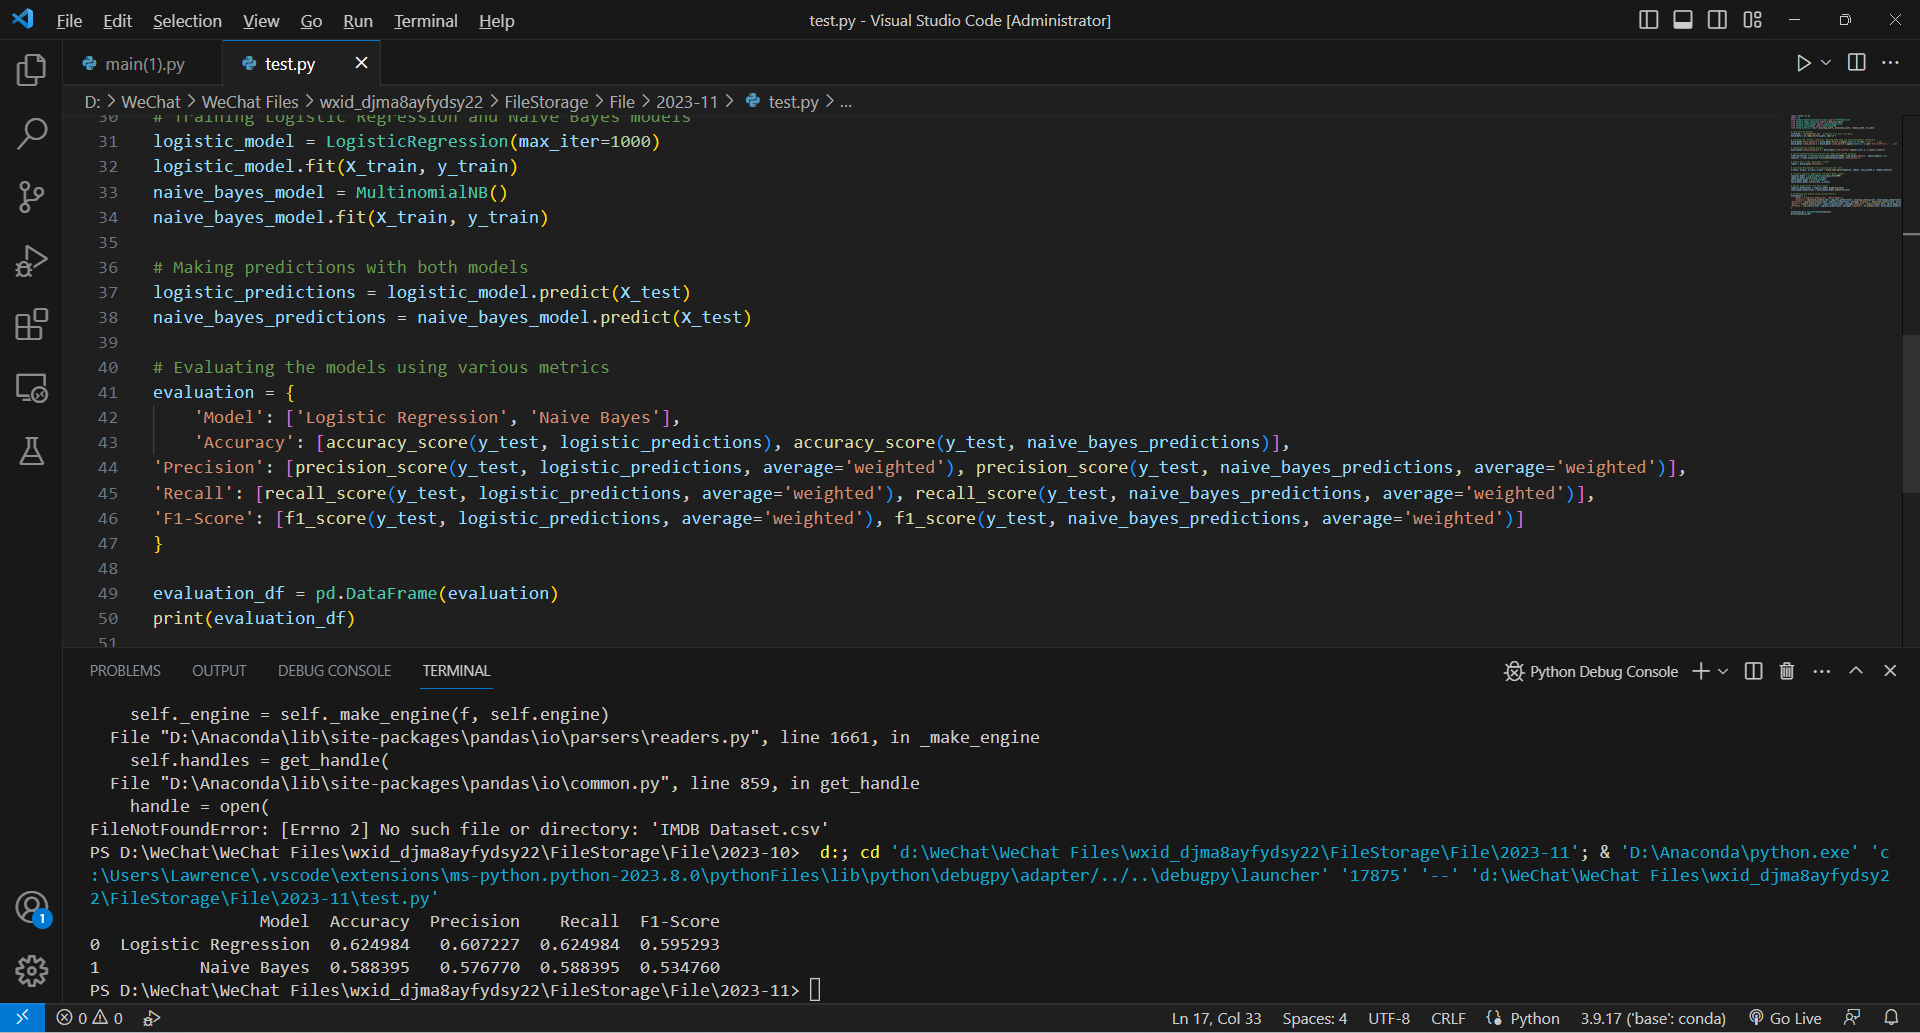 File Edit Selection View Go Run Terminal Help
test.py - Visual Studio Code [Administrator]
main(1).py
test.py
D: > WeChat > WeChat Files > wxid_djma8ayfydsy22 > FileStorage > File > 2023-11 > test.py > ...
30 # Training Logistic Regression and Naive Bayes models
31 logistic_model = LogisticRegression(max_iter=1000)
32 logistic_model.fit(X_train, y_train)
33 naive_bayes_model = MultinomialNB()
34 naive_bayes_model.fit(X_train, y_train)
35
36 # Making predictions with both models
37 logistic_predictions = logistic_model.predict(X_test)
38 naive_bayes_predictions = naive_bayes_model.predict(X_test)
39
40 # Evaluating the models using various metrics
41 evaluation = {
42     'Model': ['Logistic Regression', 'Naive Bayes'],
43     'Accuracy': [accuracy_score(y_test, logistic_predictions), accuracy_score(y_test, naive_bayes_predictions)],
44 'Precision': [precision_score(y_test, logistic_predictions, average='weighted'), precision_score(y_test, naive_bayes_predictions, average='weighted')],
45 'Recall': [recall_score(y_test, logistic_predictions, average='weighted'), recall_score(y_test, naive_bayes_predictions, average='weighted')],
46 'F1-Score': [f1_score(y_test, logistic_predictions, average='weighted'), f1_score(y_test, naive_bayes_predictions, average='weighted')]
47 }
48
49 evaluation_df = pd.DataFrame(evaluation)
50 print(evaluation_df)
51
PROBLEMS OUTPUT DEBUG CONSOLE TERMINAL
Python Debug Console
    self._engine = self._make_engine(f, self.engine)
  File "D:\Anaconda\lib\site-packages\pandas\io\parsers\readers.py", line 1661, in _make_engine
    self.handles = get_handle(
  File "D:\Anaconda\lib\site-packages\pandas\io\common.py", line 859, in get_handle
    handle = open(
FileNotFoundError: [Errno 2] No such file or directory: 'IMDB Dataset.csv'
PS D:\WeChat\WeChat Files\wxid_djma8ayfydsy22\FileStorage\File\2023-10>  d:; cd 'd:\WeChat\WeChat Files\wxid_djma8ayfydsy22\FileStorage\File\2023-11'; & 'D:\Anaconda\python.exe' 'c
:\Users\Lawrence\.vscode\extensions\ms-python.python-2023.8.0\pythonFiles\lib\python\debugpy\adapter/../..\debugpy\launcher' '17875' '--' 'd:\WeChat\WeChat Files\wxid_djma8ayfydsy2
2\FileStorage\File\2023-11\test.py'
                 Model  Accuracy  Precision    Recall  F1-Score
0  Logistic Regression  0.624984   0.607227  0.624984  0.595293
1          Naive Bayes  0.588395   0.576770  0.588395  0.534760
PS D:\WeChat\WeChat Files\wxid_djma8ayfydsy22\FileStorage\File\2023-11>
1
0 0
Ln 17, Col 33 Spaces: 4 UTF-8 CRLF Python 3.9.17 ('base': conda) Go Live